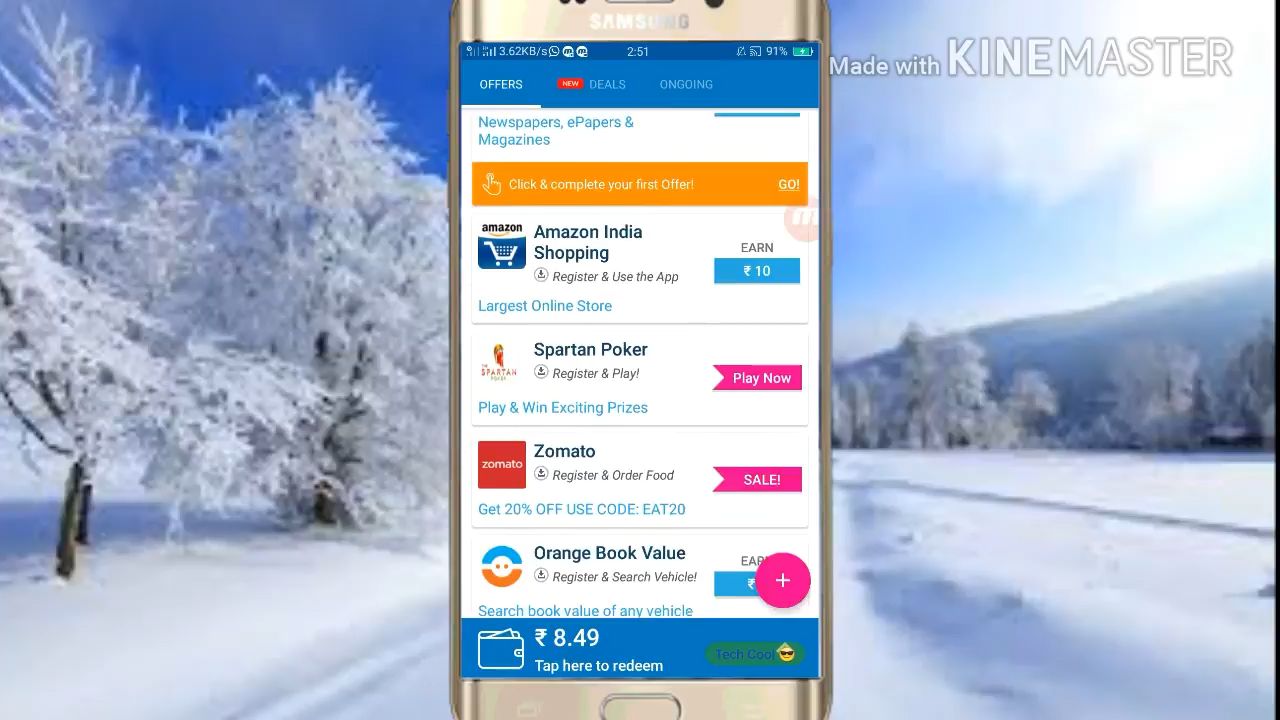 SAMSUNG
3.62KB/s 2:51 91%
Made with KINEMASTER
OFFERS NEW DEALS ONGOING
Newspapers, ePapers &
Magazines
Click & complete your first Offer! GO!
amazon
Amazon India
Shopping
Register & Use the App
EARN
₹ 10
Largest Online Store
SPARTAN
POKER
Spartan Poker
Register & Play!
Play Now
Play & Win Exciting Prizes
zomato
Zomato
Register & Order Food
SALE!
Get 20% OFF USE CODE: EAT20
Orange Book Value
Register & Search Vehicle!
₹
+
Search book value of any vehicle
₹ 8.49
Tap here to redeem
Tech Cool